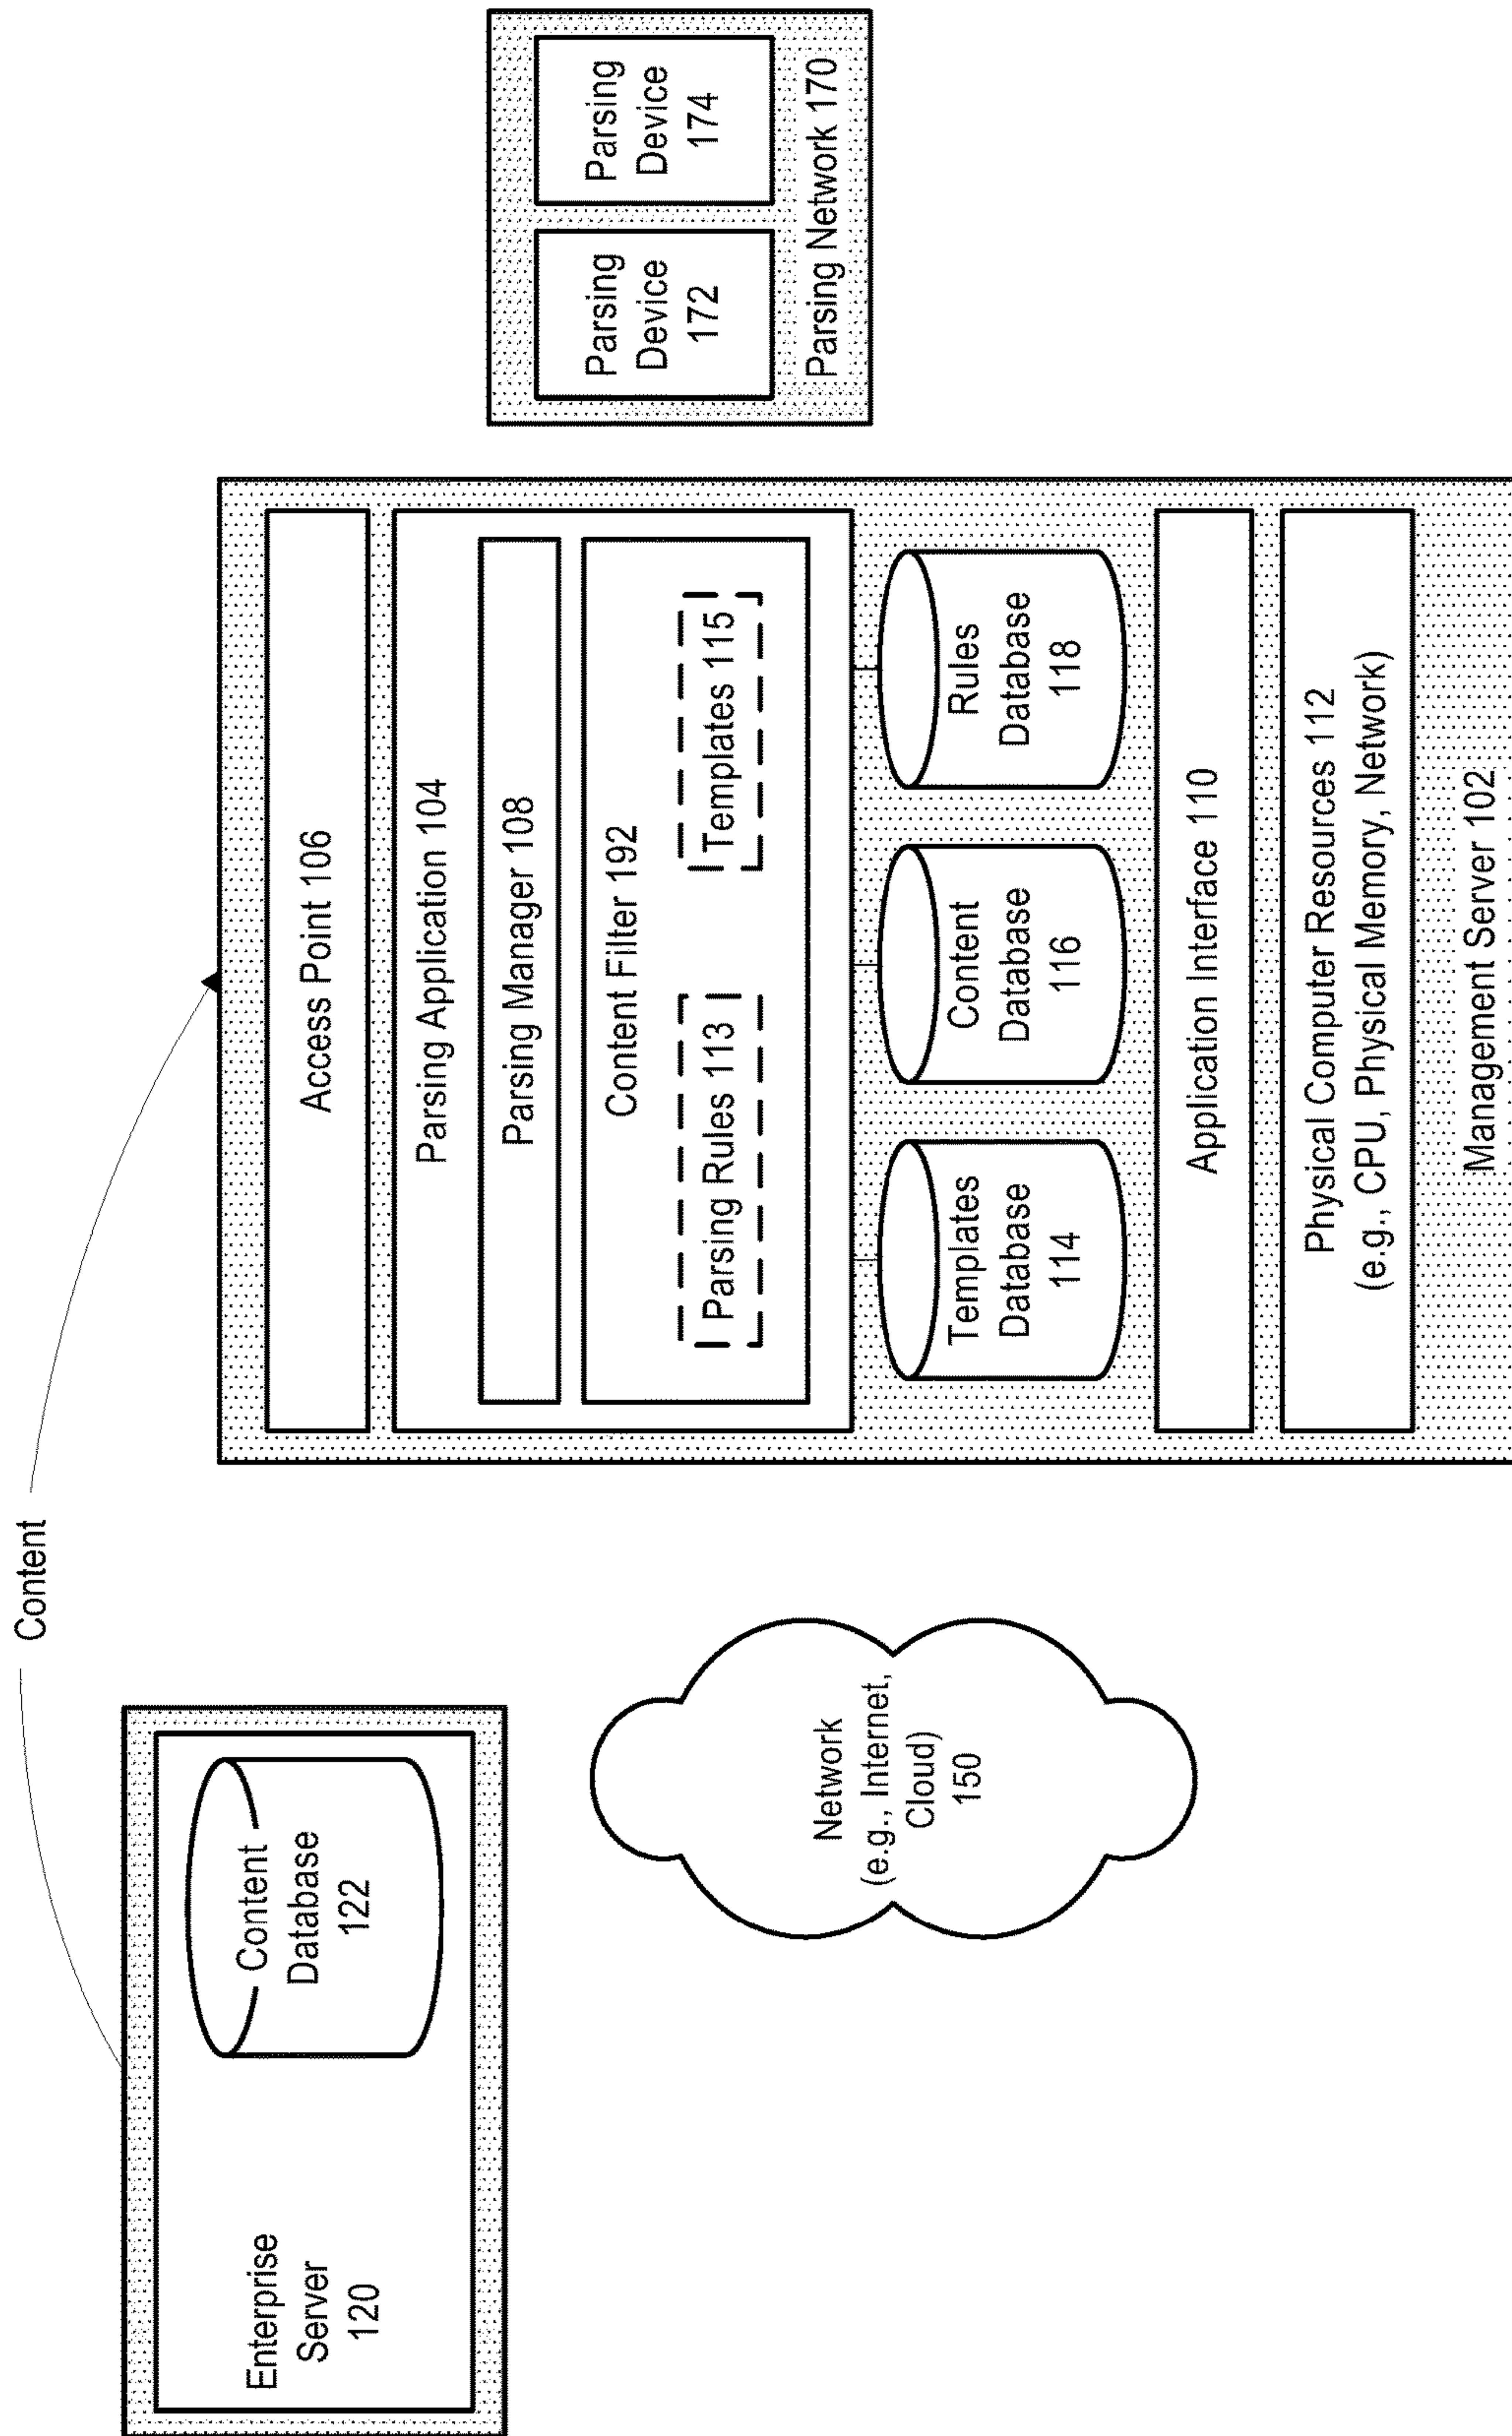 Content
Enterprise
Server
120
Content
Database
122
Network
(e.g., Internet,
Cloud)
150
Access Point 106
Parsing Application 104
Parsing Manager 108
Content Filter 192
Parsing Rules 113
Templates 115
Templates
Database
114
Content
Database
116
Rules
Database
118
Application Interface 110
Physical Computer Resources 112
(e.g., CPU, Physical Memory, Network)
Management Server 102
Parsing
Device
172
Parsing
Device
174
Parsing Network 170